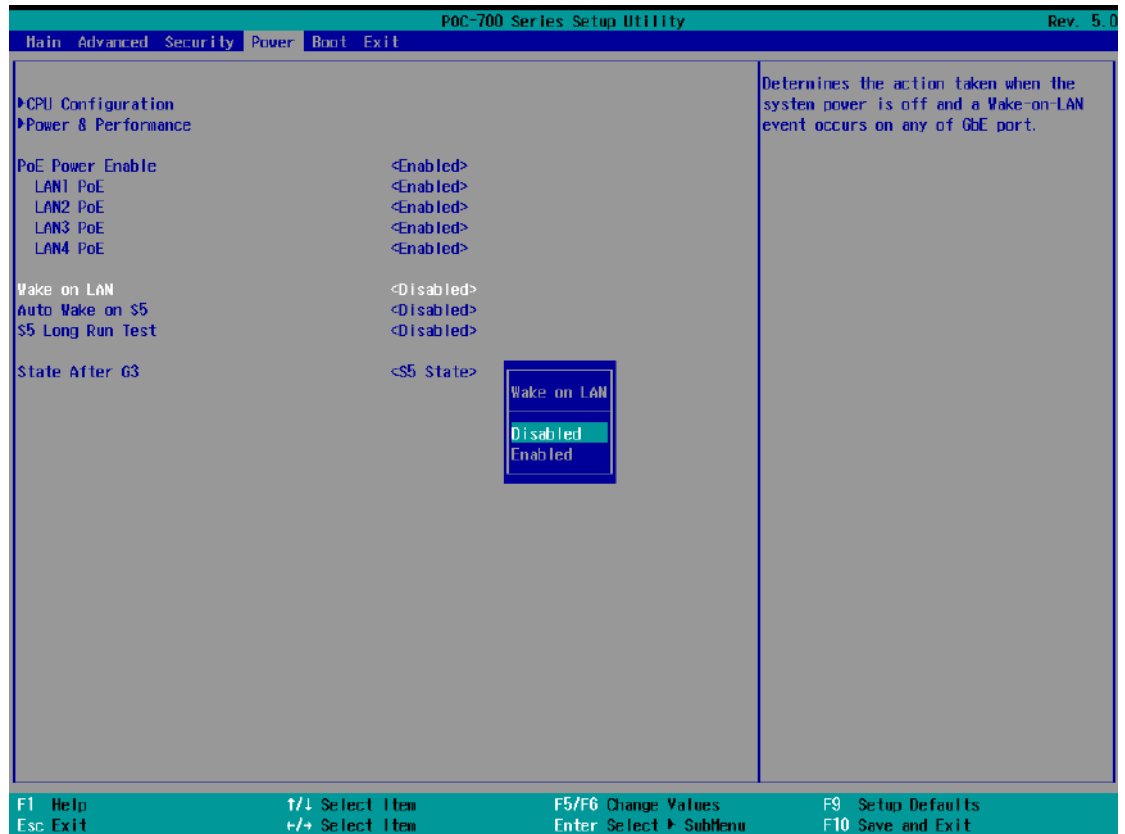 POC-700 Series Setup Utility Rev. 5.0
Main Advanced Security Power Boot Exit
▶CPU Configuration
▶Power & Performance
PoE Power Enable <Enabled>
LAN1 PoE <Enabled>
LAN2 PoE <Enabled>
LAN3 PoE <Enabled>
LAN4 PoE <Enabled>
Wake on LAN <Disabled>
Auto Wake on S5 <Disabled>
S5 Long Run Test <Disabled>
State After G3 <S5 State>
Wake on LAN
Disabled
Enabled
Determines the action taken when the
system power is off and a Wake-on-LAN
event occurs on any of GbE port.
F1 Help ↑/↓ Select Item F5/F6 Change Values F9 Setup Defaults
Esc Exit ←/→ Select Item Enter Select ▶ SubMenu F10 Save and Exit